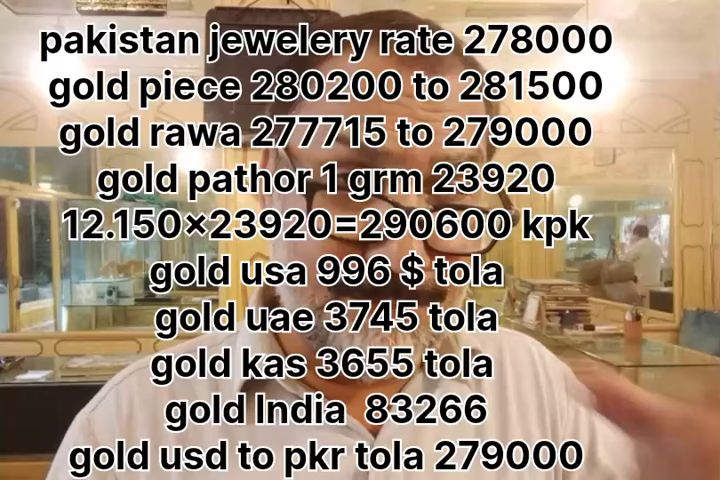 pakistan jewelery rate 278000
gold piece 280200 to 281500
gold rawa 277715 to 279000
gold pathor 1 grm 23920
12.150×23920=290600 kpk
gold usa 996 $ tola
gold uae 3745 tola
gold kas 3655 tola
gold India 83266
gold usd to pkr tola 279000